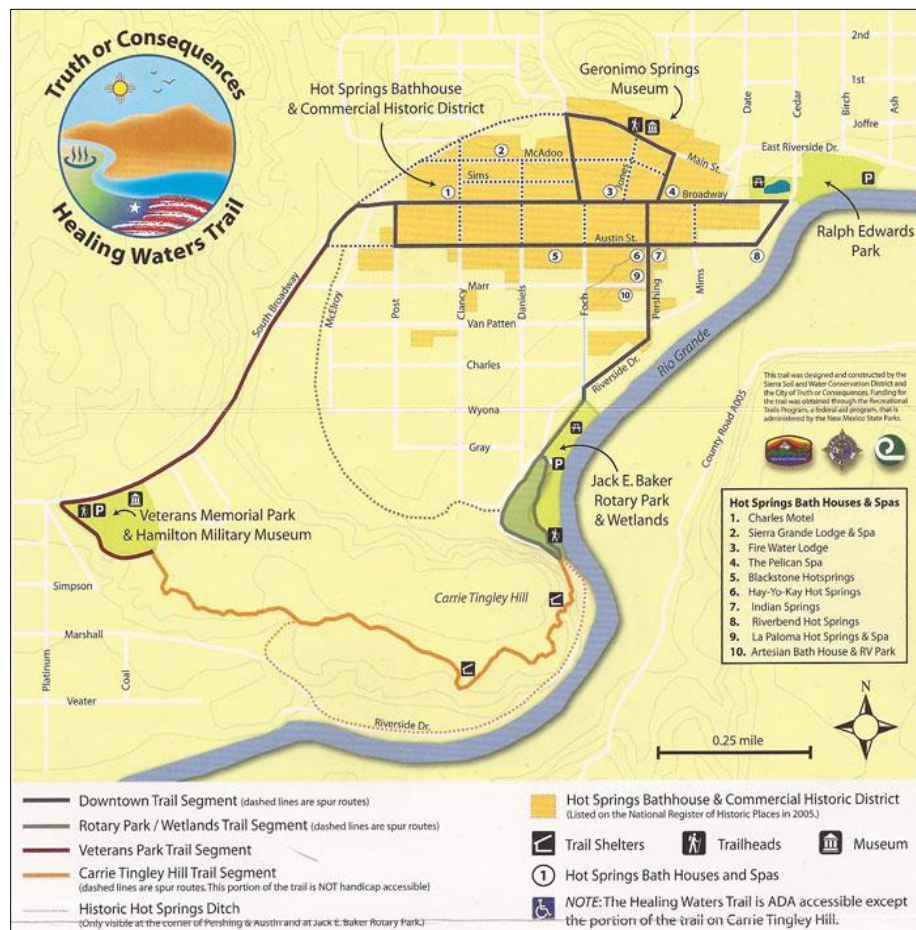 Truth or Consequences
Healing Waters Trail
Hot Springs Bathhouse
& Commercial Historic
District
Geronimo Springs
Museum
2nd
1st
Date
Cedar
Birch
Ash
Joffre
East Riverside Dr.
Main St.
McAdoo
Sims
Jones
Broadway
Austin St.
Ralph Edwards
Park
1
2
3
4
5
6
7
8
9
10
P
South Broadway
McElroy
Post
Clancy
Daniels
Foch
Pershing
Mims
Marr
Van Patten
Charles
Wyona
Gray
Riverside Dr.
Rio Grande
County Road A005
This trail was designed and constructed by the
Sierra Soil and Water Conservation District and
the City of Truth or Consequences. Funding for
the trail was obtained through the Recreational
Trails Program, a federal aid program, that is
administered by the New Mexico State Parks.
P
Jack E. Baker
Rotary Park
& Wetlands
P
Veterans Memorial Park
& Hamilton Military Museum
Carrie Tingley Hill
Simpson
Marshall
Veater
Platinum
Coal
Riverside Dr.
Hot Springs Bath Houses & Spas
1. Charles Motel
2. Sierra Grande Lodge & Spa
3. Fire Water Lodge
4. The Pelican Spa
5. Blackstone Hotsprings
6. Hay-Yo-Kay Hot Springs
7. Indian Springs
8. Riverbend Hot Springs
9. La Paloma Hot Springs & Spa
10. Artesian Bath House & RV Park
N
0.25 mile
Downtown Trail Segment (dashed lines are spur routes)
Rotary Park / Wetlands Trail Segment (dashed lines are spur routes)
Veterans Park Trail Segment
Carrie Tingley Hill Trail Segment
(dashed lines are spur routes. This portion of the trail is NOT handicap accessible)
Historic Hot Springs Ditch
(Only visible at the corner of Pershing & Austin and at Jack E. Baker Rotary Park.)
Hot Springs Bathhouse & Commercial Historic District
(Listed on the National Register of Historic Places in 2005.)
Trail Shelters
Trailheads
Museum
1 Hot Springs Bath Houses and Spas
NOTE: The Healing Waters Trail is ADA accessible except
the portion of the trail on Carrie Tingley Hill.